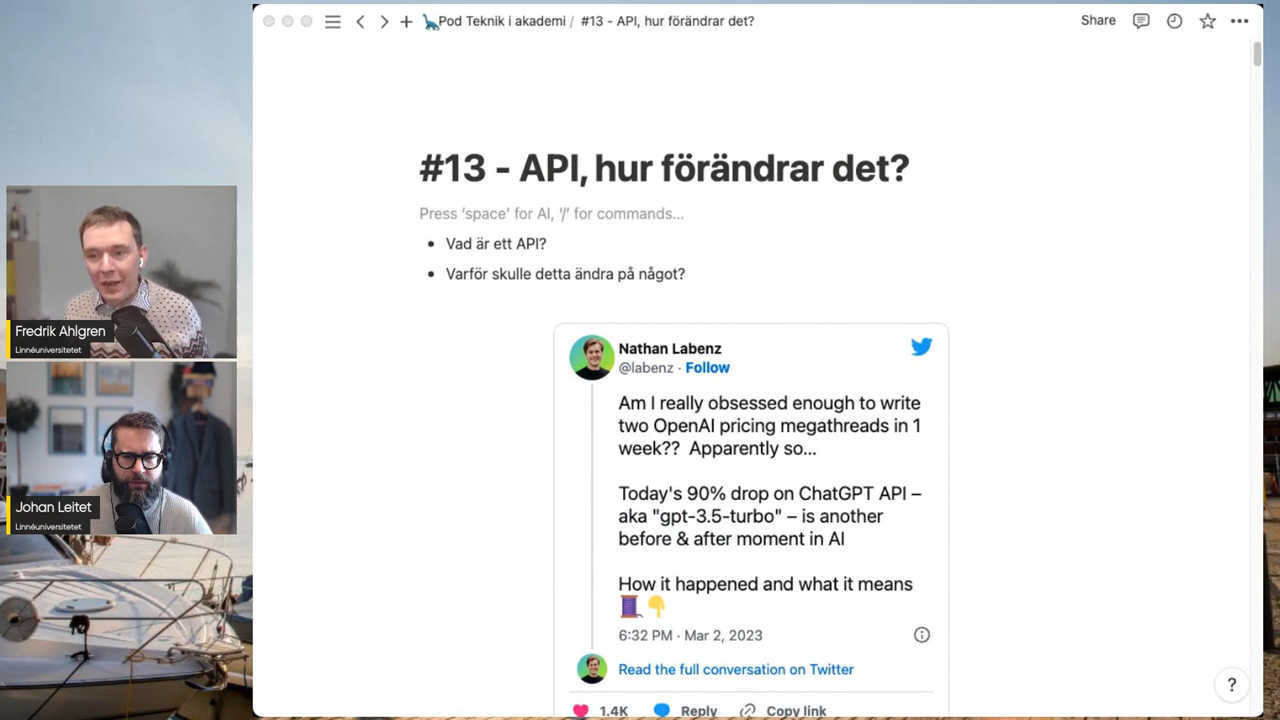 Pod Teknik i akademi / #13 - API, hur förändrar det?
Share
#13 - API, hur förändrar det?
Press ‘space’ for AI, ‘/’ for commands…
• Vad är ett API?
• Varför skulle detta ändra på något?
Nathan Labenz
@labenz · Follow
Am I really obsessed enough to write
two OpenAI pricing megathreads in 1
week?? Apparently so...
Today's 90% drop on ChatGPT API –
aka "gpt-3.5-turbo" – is another
before & after moment in AI
How it happened and what it means
🧵👇
6:32 PM · Mar 2, 2023
Read the full conversation on Twitter
1.4K Reply Copy link
?
Fredrik Ahlgren
Linnéuniversitetet
Johan Leitet
Linnéuniversitetet